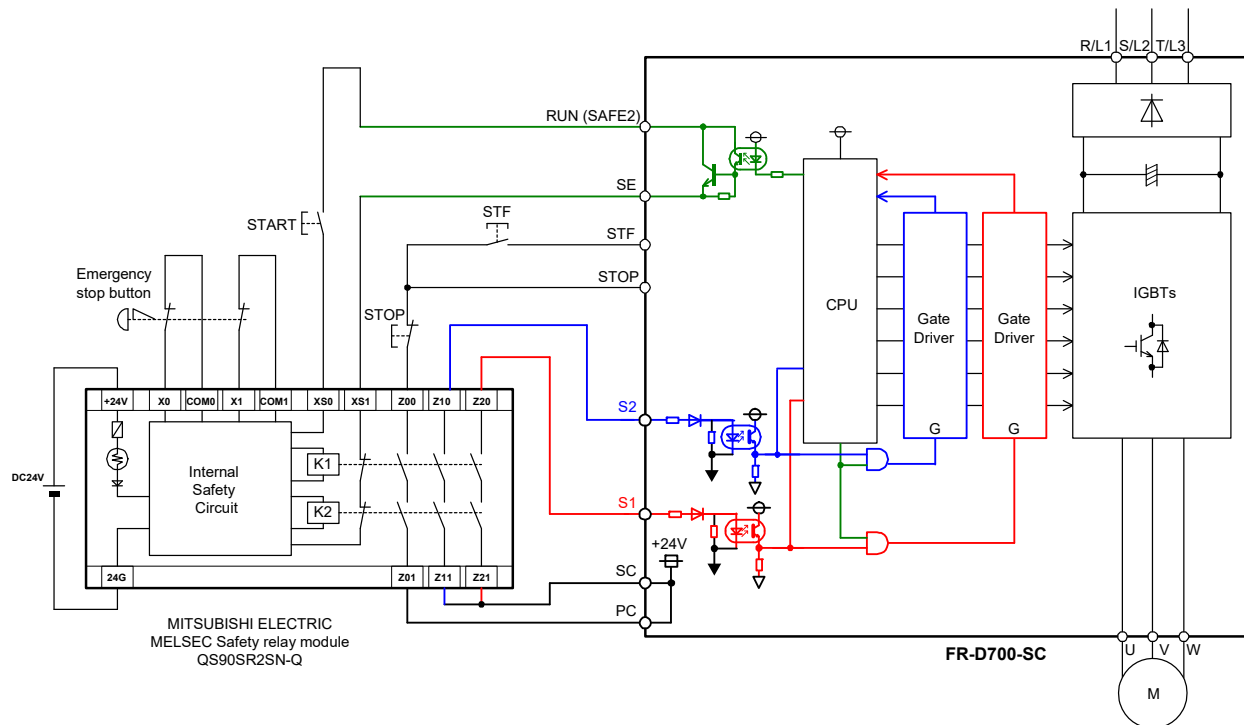 R/L1 S/L2 T/L3
RUN (SAFE2)
SE
START
STF
STF
STOP
Emergency
stop button
STOP
CPU
Gate
Driver
Gate
Driver
IGBTs
+24V X0 COM0 X1 COM1 XS0 XS1 Z00 Z10 Z20
S2
G G
DC24V
Internal
Safety
Circuit
K1
K2
S1
+24V
SC
24G Z01 Z11 Z21
PC
MITSUBISHI ELECTRIC
MELSEC Safety relay module
QS90SR2SN-Q
FR-D700-SC
U V W
M